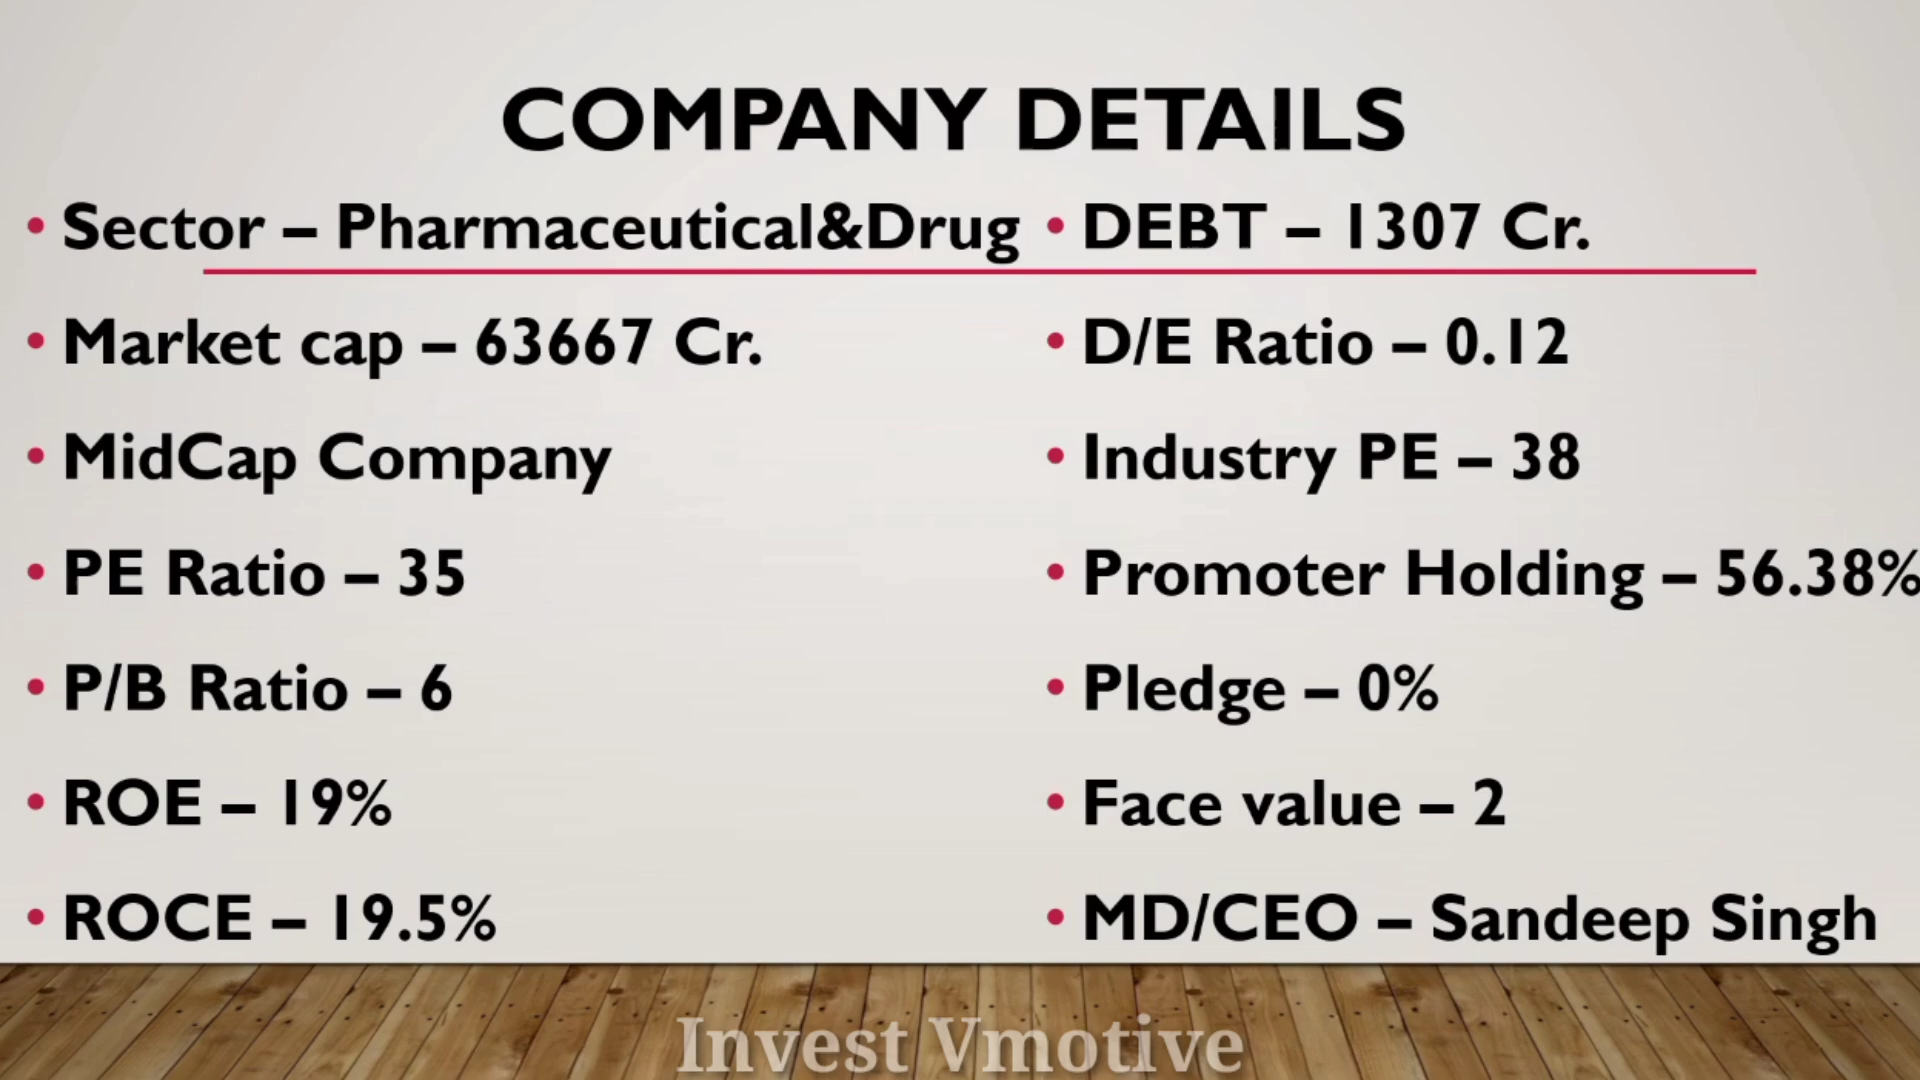 COMPANY DETAILS
• Sector – Pharmaceutical&Drug
• Market cap – 63667 Cr.
• MidCap Company
• PE Ratio – 35
• P/B Ratio – 6
• ROE – 19%
• ROCE – 19.5%
• DEBT – 1307 Cr.
• D/E Ratio – 0.12
• Industry PE – 38
• Promoter Holding – 56.38%
• Pledge – 0%
• Face value – 2
• MD/CEO – Sandeep Singh
Invest Vmotive